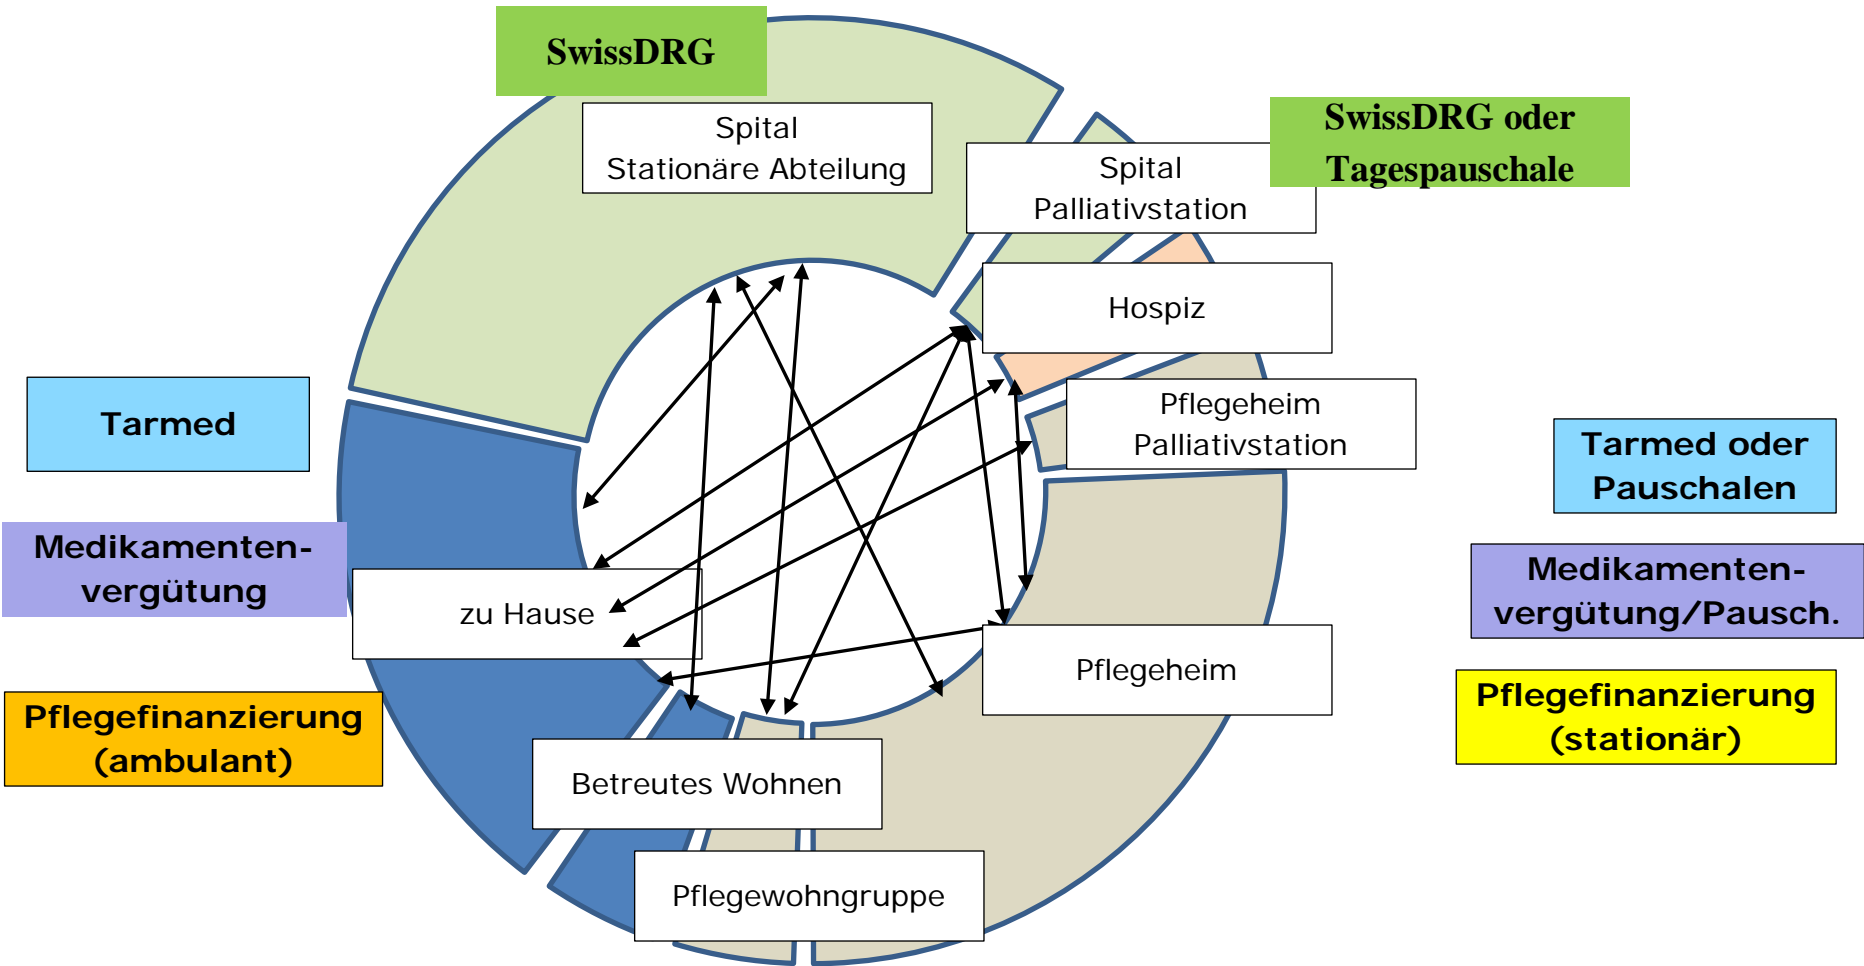 SwissDRG
Spital
Stationäre Abteilung
SwissDRG oder
Tagespauschale
Spital
Palliativstation
Hospiz
Pflegeheim
Palliativstation
Tarmed
Tarmed oder
Pauschalen
Medikamenten-
vergütung
Medikamenten-
vergütung/Pausch.
zu Hause
Pflegeheim
Pflegefinanzierung
(ambulant)
Pflegefinanzierung
(stationär)
Betreutes Wohnen
Pflegewohngruppe